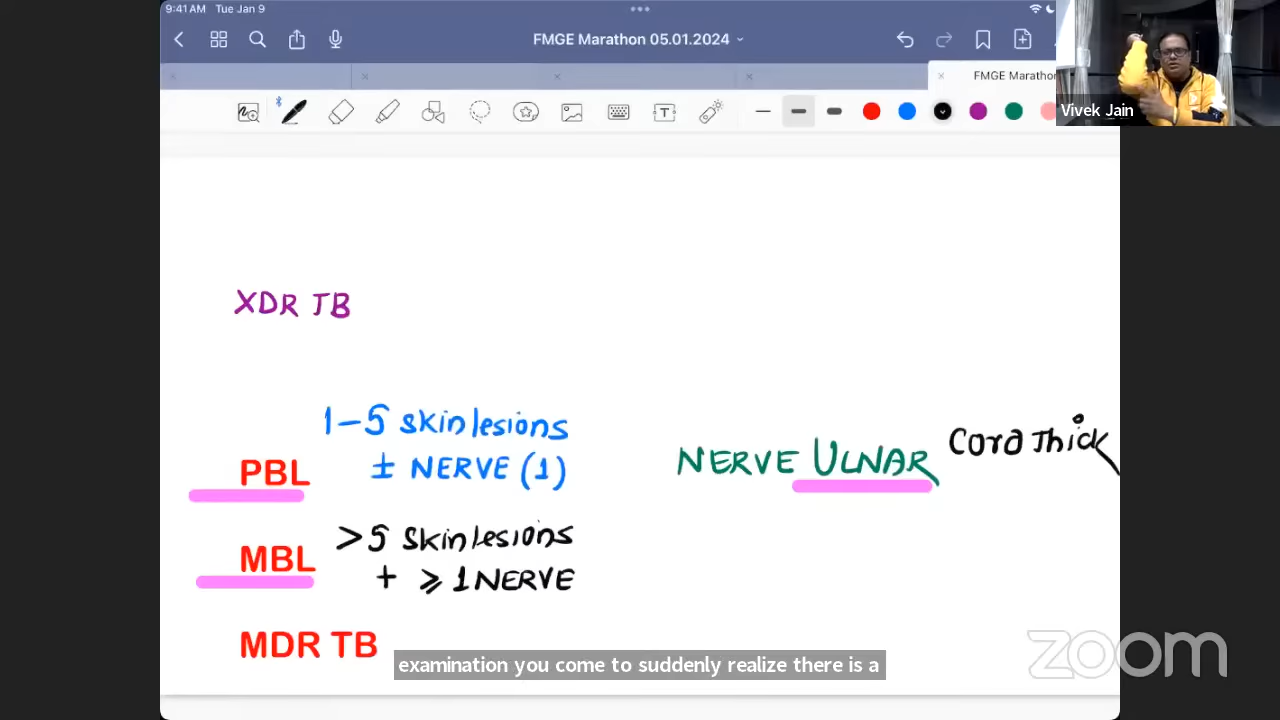 9:41 AM Tue Jan 9
FMGE Marathon 05.01.2024
FMGE Marathon
T
Vivek Jain
XDR TB
1-5 skin lesions
PBL ± NERVE (1)
NERVE ULNAR Cord Thick
>5 skin lesions
MBL + ≥ 1 NERVE
MDR TB
examination you come to suddenly realize there is a
zoom